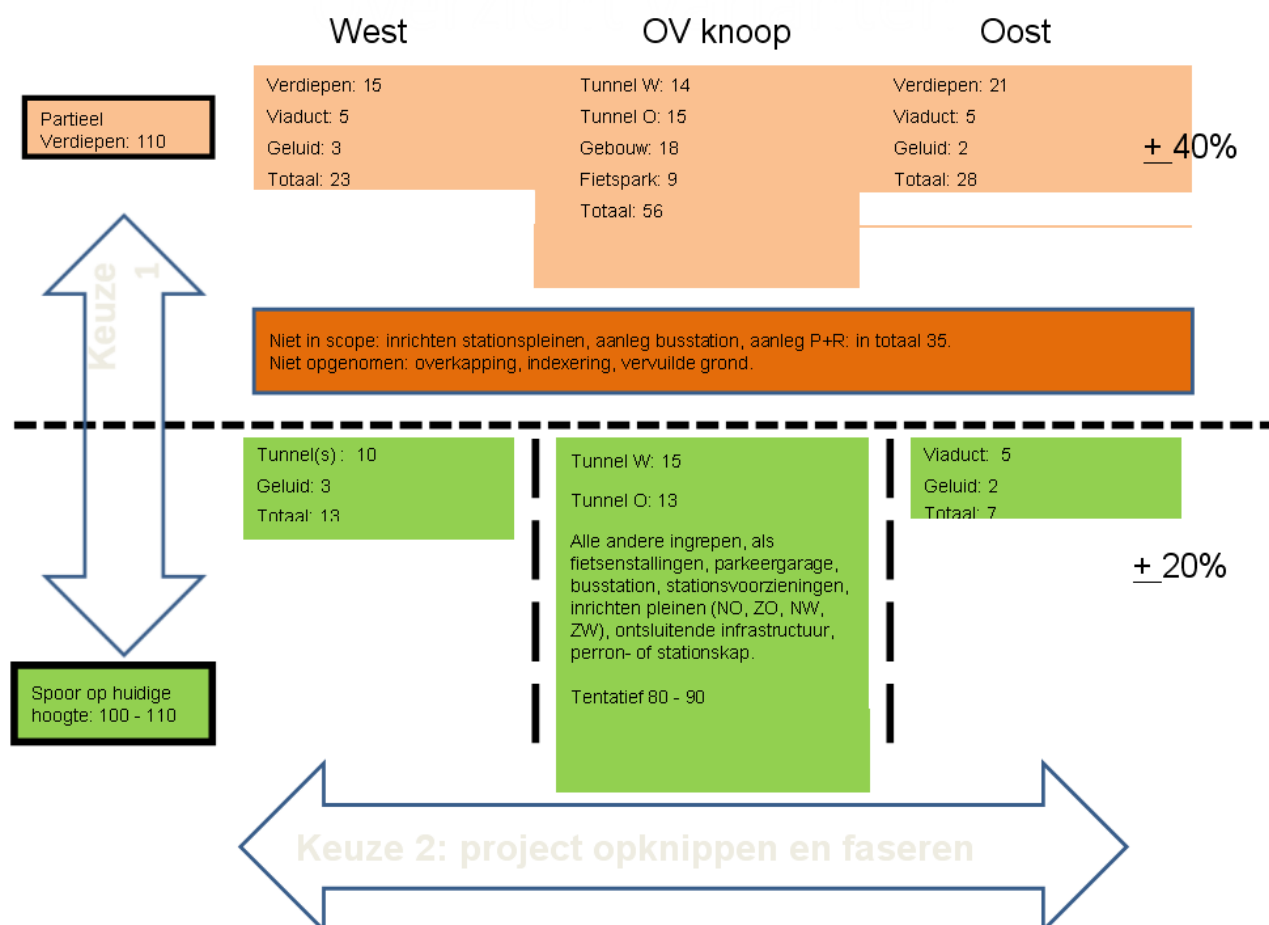 West
OV knoop
Oost
Partieel
Verdiepen: 110
Verdiepen: 15
Viaduct: 5
Geluid: 3
Totaal: 23
Tunnel W: 14
Tunnel O: 15
Gebouw: 18
Fietspark: 9
Totaal: 56
Verdiepen: 21
Viaduct: 5
Geluid: 2
Totaal: 28
+ 40%
Keuze
1
Niet in scope: inrichten stationspleinen, aanleg busstation, aanleg P+R: in totaal 35.
Niet opgenomen: overkapping, indexering, vervuilde grond.
Tunnel(s) : 10
Geluid: 3
Totaal: 13
Tunnel W: 15
Tunnel O: 13
Alle andere ingrepen, als
fietsenstallingen, parkeergarage,
busstation, stationsvoorzieningen,
inrichten pleinen (NO, ZO, NW,
ZW), ontsluitende infrastructuur,
perron- of stationskap.
Tentatief 80 - 90
Viaduct: 5
Geluid: 2
Totaal: 7
+ 20%
Spoor op huidige
hoogte: 100 - 110
Keuze 2: project opknippen en faseren